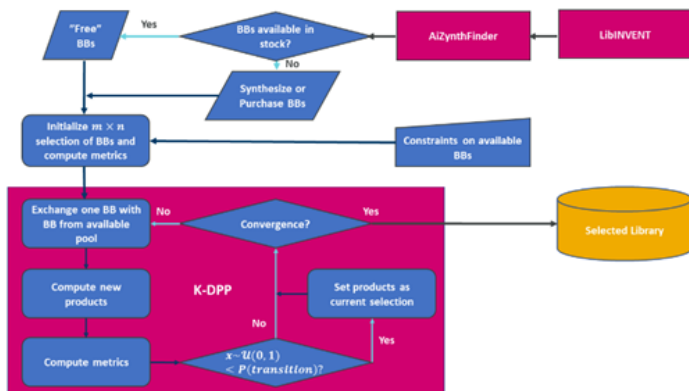 "Free"
BBs
Yes
BBs available in
stock?
AiZynthFinder
LibINVENT
No
Synthesize or
Purchase BBs
Initialize m × n
selection of BBs and
compute metrics
Constraints on available
BBs
Exchange one BB with
BB from available
pool
No
Convergence?
Yes
Selected Library
Compute new
products
K-DPP
Set products as
current selection
No
Yes
Compute metrics
x~U(0, 1)
< P(transition)?